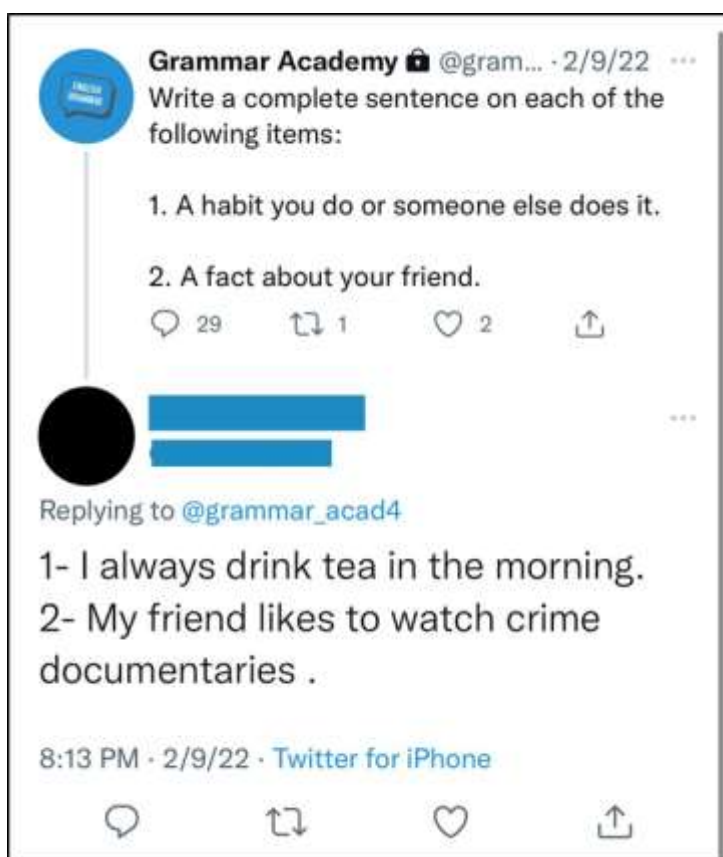 Grammar Academy @gram... · 2/9/22 ...
Write a complete sentence on each of the
following items:
1. A habit you do or someone else does it.
2. A fact about your friend.
29 1 2
Replying to @grammar_acad4
1- I always drink tea in the morning.
2- My friend likes to watch crime
documentaries .
8:13 PM · 2/9/22 · Twitter for iPhone